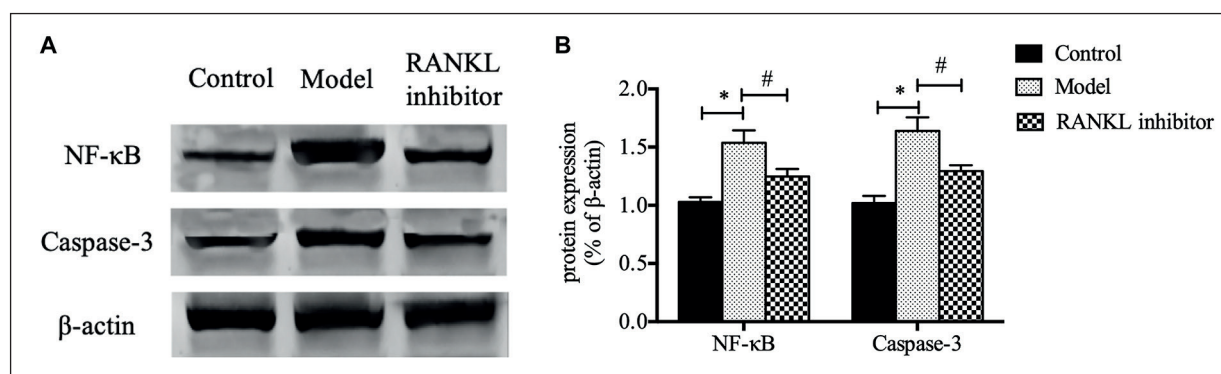 A
Control
Model
RANKL
inhibitor
NF-κB
Caspase-3
β-actin
B
Control
Model
RANKL inhibitor
protein expression
(% of β-actin)
2.0
1.5
1.0
0.5
0.0
*
#
*
#
NF-κB
Caspase-3